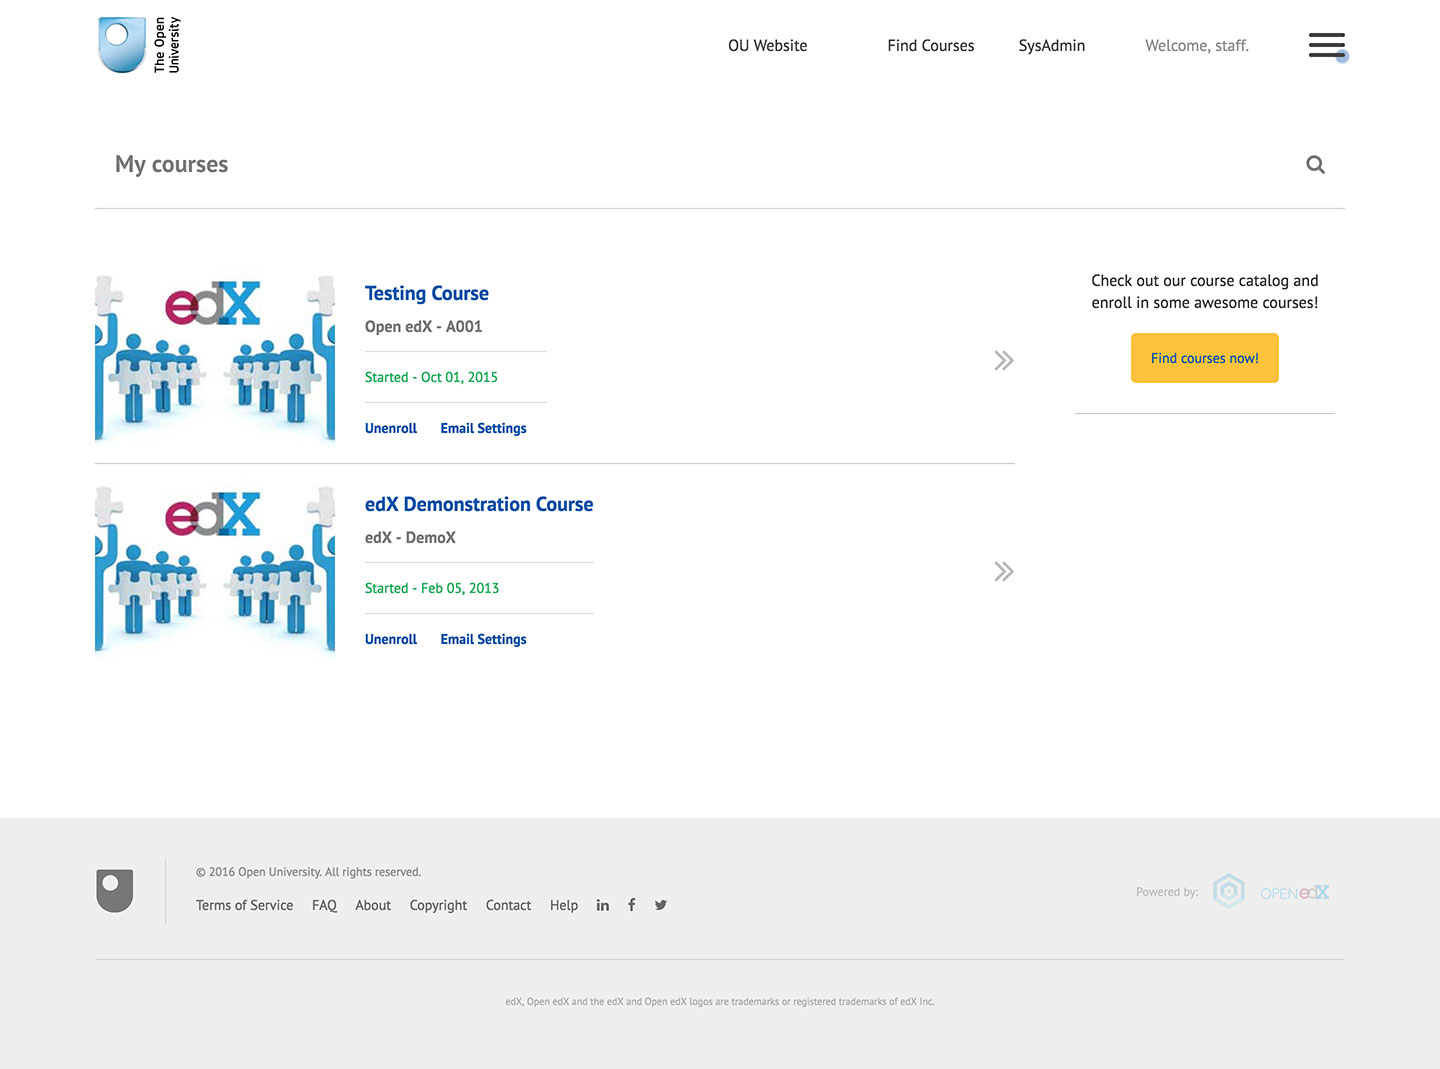 The Open
University
OU Website
Find Courses
SysAdmin
Welcome, staff.
My courses
edX
Testing Course
Open edX - A001
Started - Oct 01, 2015
Unenroll
Email Settings
Check out our course catalog and
enroll in some awesome courses!
Find courses now!
edX
edX Demonstration Course
edX - DemoX
Started - Feb 05, 2013
Unenroll
Email Settings
© 2016 Open University. All rights reserved.
Terms of Service
FAQ
About
Copyright
Contact
Help
in
f
Powered by:
OPEN edX
edX, Open edX and the edX and Open edX logos are trademarks or registered trademarks of edX Inc.